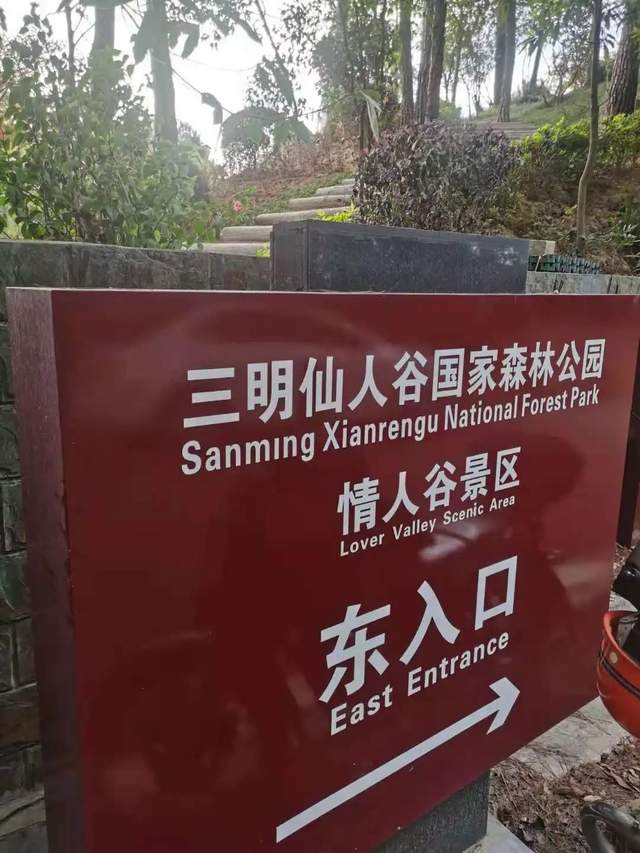 三明仙人谷国家森林公园
Sanming Xianrengu National Forest Park
情人谷景区
Lover Valley Scenic Area
东入口
East Entrance